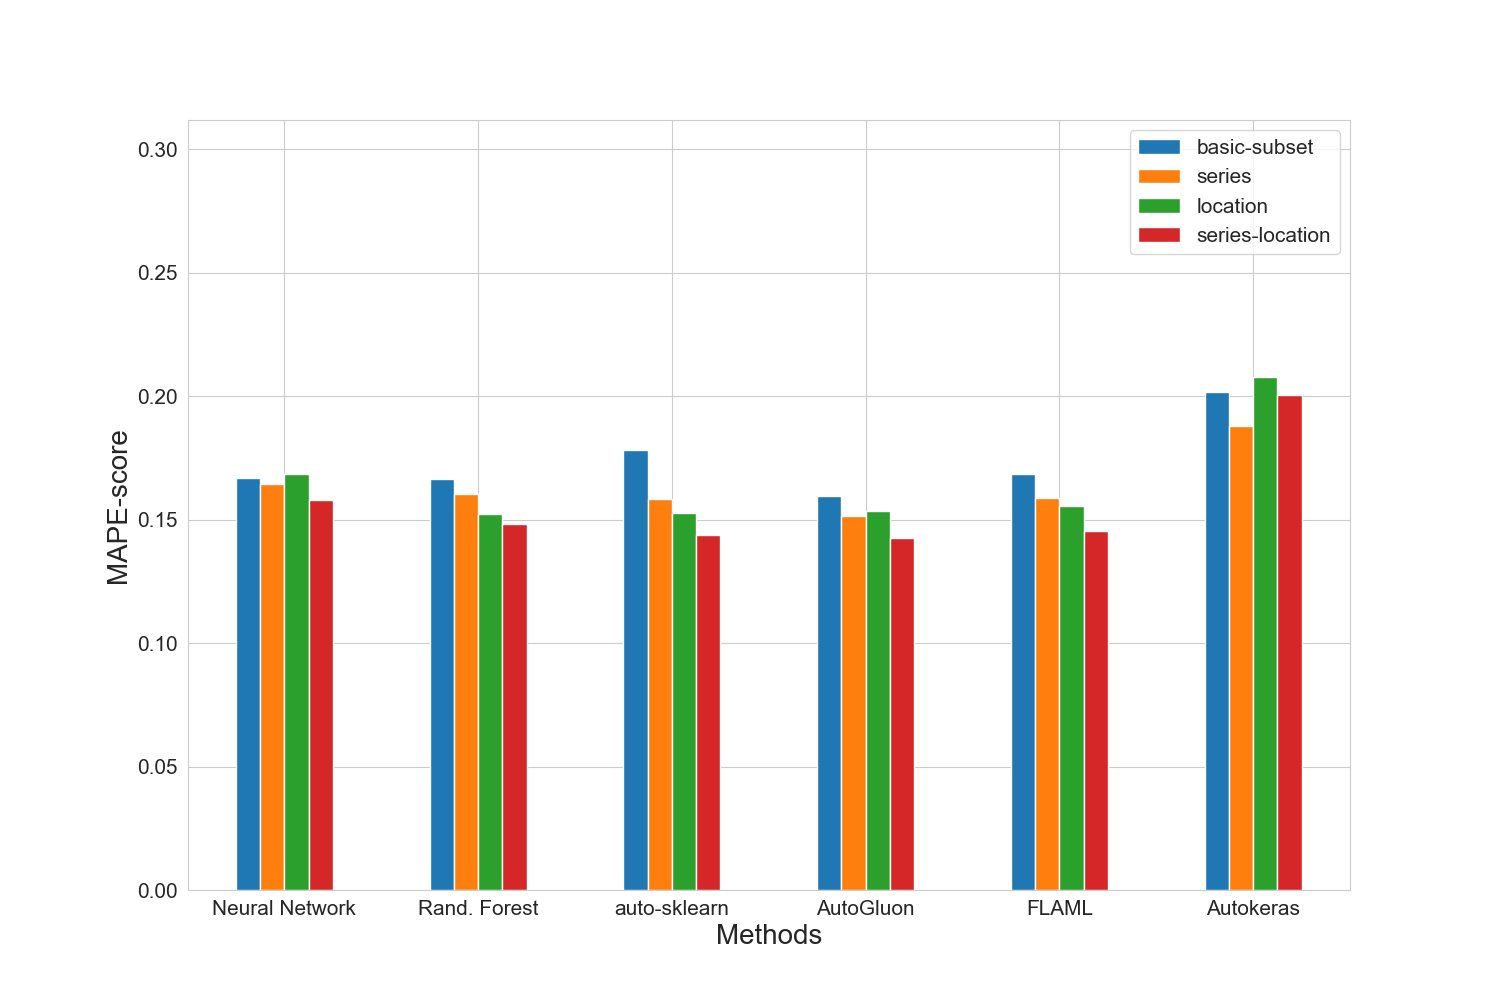 0.30
0.25
0.20
0.15
0.10
0.05
0.00
MAPE-score
basic-subset
series
location
series-location
Neural Network Rand. Forest auto-sklearn AutoGluon FLAML Autokeras
Methods